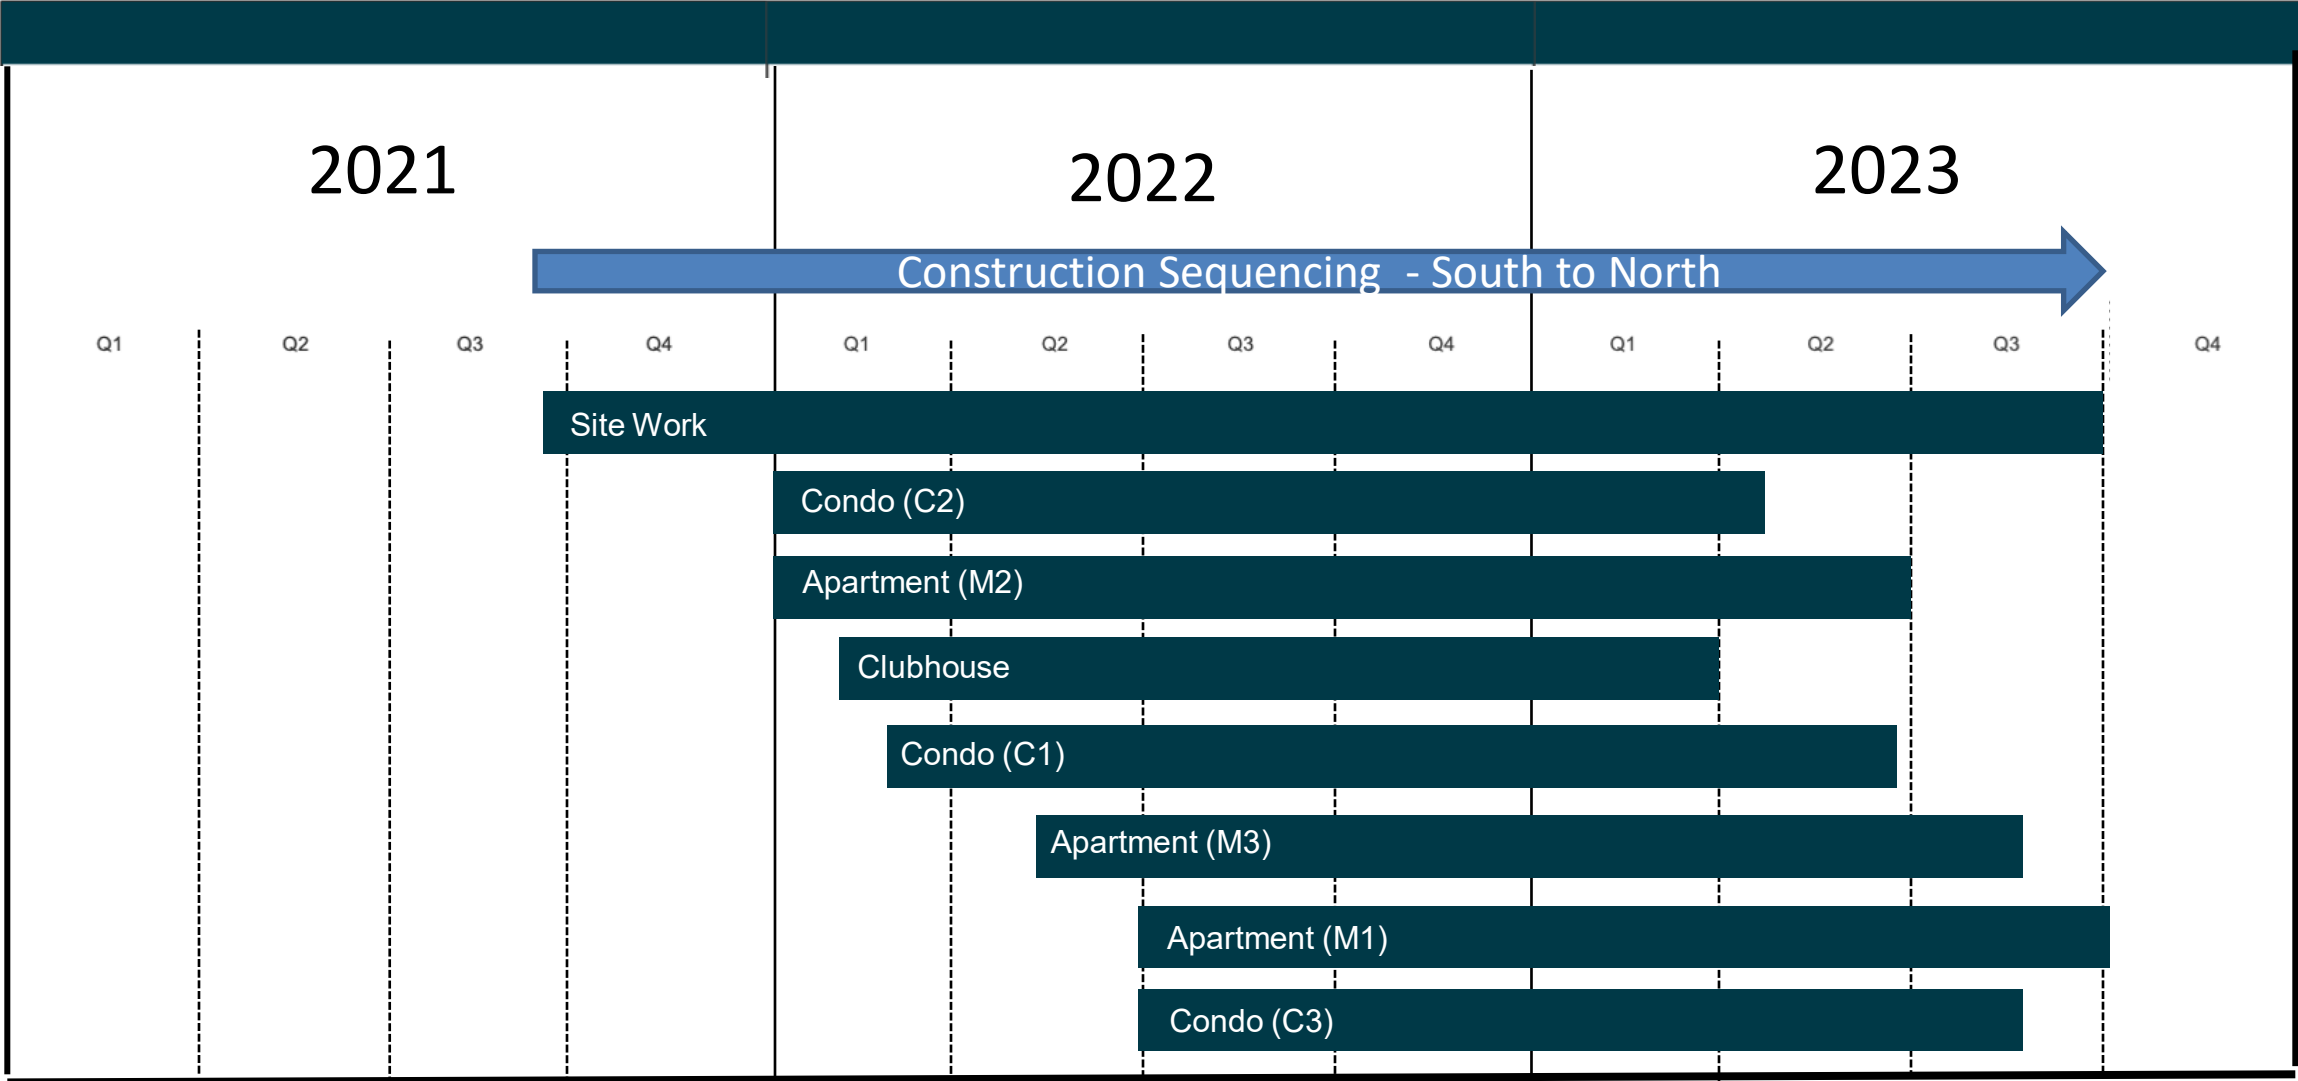 2021
2022
2023
Construction Sequencing  - South to North
Q1
Q2
Q3
Q4
Q1
Q2
Q3
Q4
Q1
Q2
Q3
Q4
Site Work
Condo (C2)
Apartment (M2)
Clubhouse
Condo (C1)
Apartment (M3)
Apartment (M1)
Condo (C3)